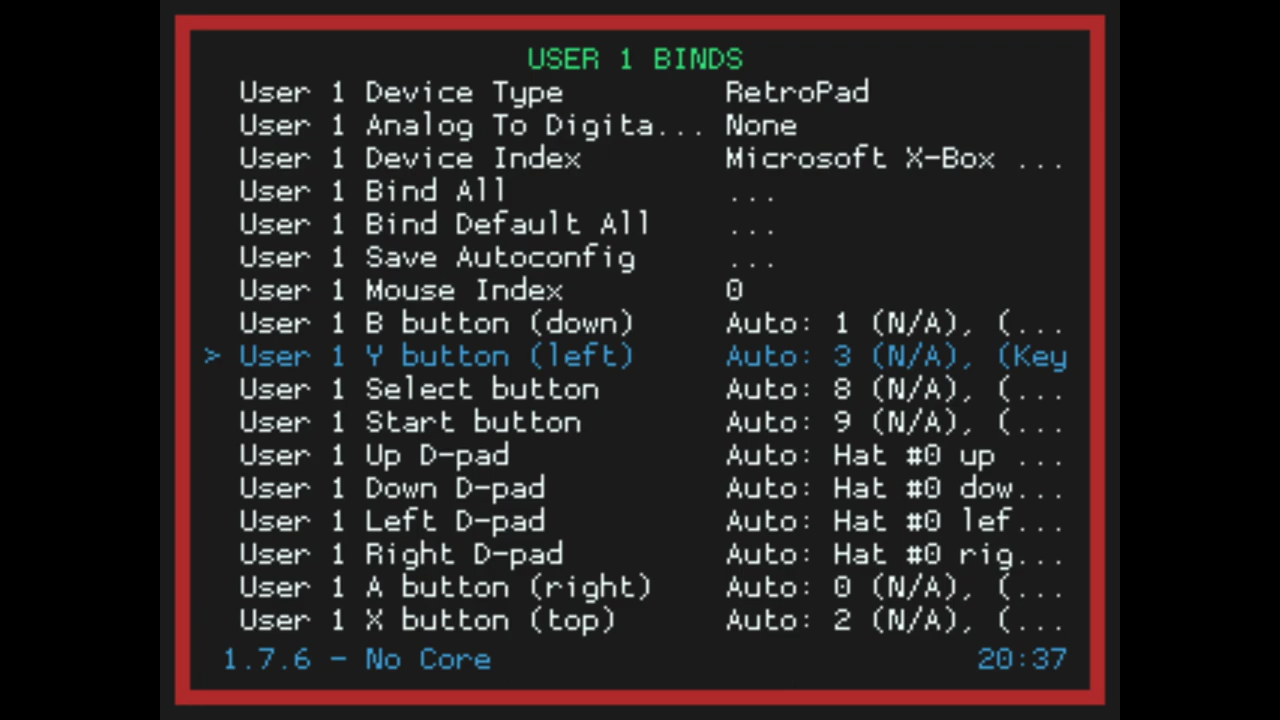 USER 1 BINDS
User 1 Device Type RetroPad
User 1 Analog To Digita... None
User 1 Device Index Microsoft X-Box ...
User 1 Bind All ...
User 1 Bind Default All ...
User 1 Save Autoconfig ...
User 1 Mouse Index 0
User 1 B button (down) Auto: 1 (N/A), (...
> User 1 Y button (left) Auto: 3 (N/A), (Key
User 1 Select button Auto: 8 (N/A), (...
User 1 Start button Auto: 9 (N/A), (...
User 1 Up D-pad Auto: Hat #0 up ...
User 1 Down D-pad Auto: Hat #0 dow...
User 1 Left D-pad Auto: Hat #0 lef...
User 1 Right D-pad Auto: Hat #0 rig...
User 1 A button (right) Auto: 0 (N/A), (...
User 1 X button (top) Auto: 2 (N/A), (...
1.7.6 - No Core 20:37